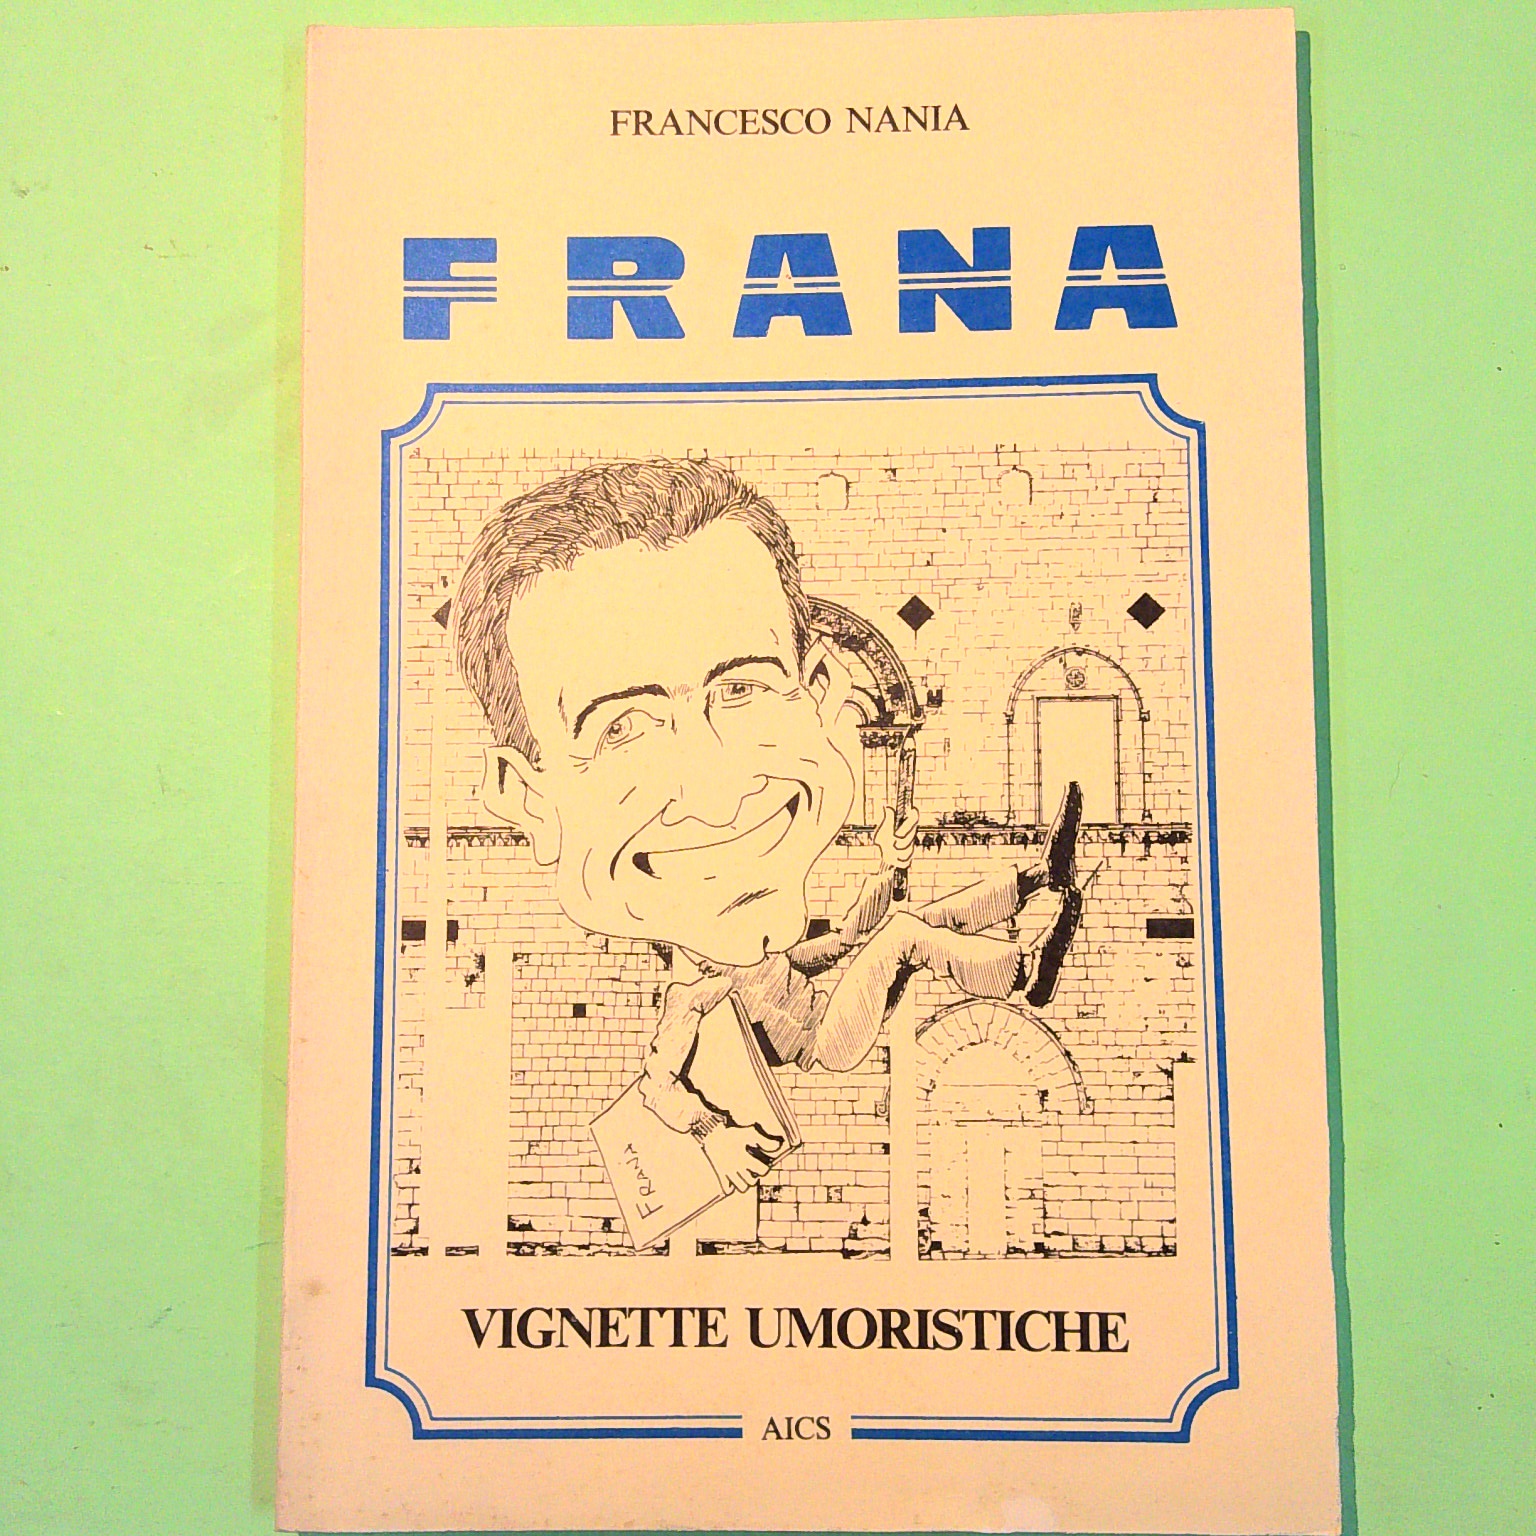 FRANCESCO NANIA
FRANA
FRANA
VIGNETTE UMORISTICHE
AICS